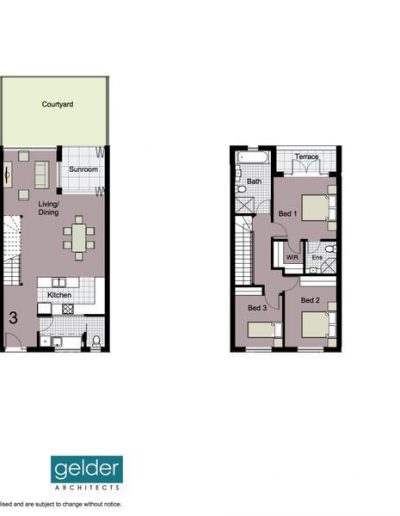 Courtyard
Sunroom
Living/
Dining
Kitchen
3
Terrace
Bath
Bed 1
WIR
Ens
Bed 3
Bed 2
gelder
ARCHITECTS
and are subject to change without notice.